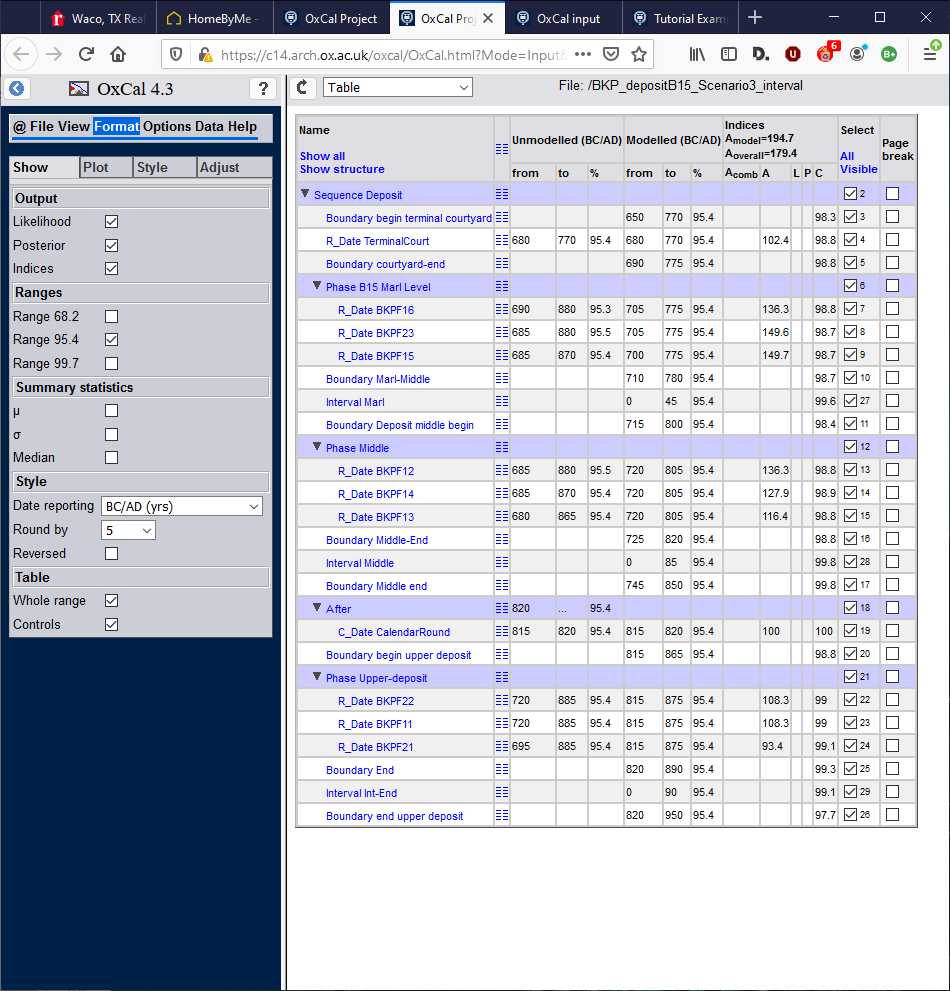 Waco, TX Real
HomeByMe -
OxCal Project
OxCal Proj
OxCal input
Tutorial Exam
https://c14.arch.ox.ac.uk/oxcal/OxCal.html?Mode=Input&
6
B+
OxCal 4.3
?
@ File View Format Options Data Help
Show Plot Style Adjust
Output
Likelihood
Posterior
Indices
Ranges
Range 68.2
Range 95.4
Range 99.7
Summary statistics
μ
σ
Median
Style
Date reporting BC/AD (yrs)
Round by 5
Reversed
Table
Whole range
Controls
Table
File: /BKP_depositB15_Scenario3_interval
Name Unmodelled (BC/AD) Modelled (BC/AD) Indices Select Page break
Show all Amodel=194.7 All
Show structure Aoverall=179.4 Visible
from to % from to % Acomb A L P C
Sequence Deposit 2
Boundary begin terminal courtyard 650 770 95.4 98.3 3
R_Date TerminalCourt 680 770 95.4 680 770 95.4 102.4 98.8 4
Boundary courtyard-end 690 775 95.4 98.8 5
Phase B15 Marl Level 6
R_Date BKPF16 690 880 95.3 705 775 95.4 136.3 98.8 7
R_Date BKPF23 685 880 95.5 705 775 95.4 149.6 98.7 8
R_Date BKPF15 685 870 95.4 700 775 95.4 149.7 98.7 9
Boundary Marl-Middle 710 780 95.4 98.7 10
Interval Marl 0 45 95.4 99.6 27
Boundary Deposit middle begin 715 800 95.4 98.4 11
Phase Middle 12
R_Date BKPF12 685 880 95.5 720 805 95.4 136.3 98.8 13
R_Date BKPF14 685 870 95.4 720 805 95.4 127.9 98.9 14
R_Date BKPF13 680 865 95.4 720 805 95.4 116.4 98.8 15
Boundary Middle-End 725 820 95.4 98.8 16
Interval Middle 0 85 95.4 99.8 28
Boundary Middle end 745 850 95.4 99.8 17
After 820 ... 95.4 18
C_Date CalendarRound 815 820 95.4 815 820 95.4 100 100 19
Boundary begin upper deposit 815 865 95.4 98.8 20
Phase Upper-deposit 21
R_Date BKPF22 720 885 95.4 815 875 95.4 108.3 99 22
R_Date BKPF11 720 885 95.4 815 875 95.4 108.3 99 23
R_Date BKPF21 695 885 95.4 815 875 95.4 93.4 99.1 24
Boundary End 820 890 95.4 99.3 25
Interval Int-End 0 90 95.4 99.1 29
Boundary end upper deposit 820 950 95.4 97.7 26